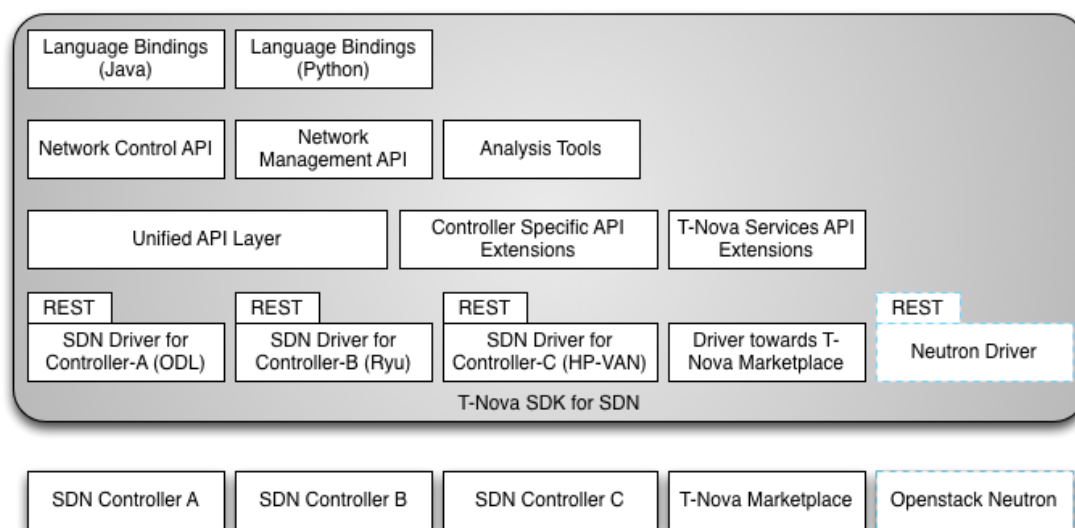 Language Bindings
(Java)
Language Bindings
(Python)
Network Control API
Network
Management API
Analysis Tools
Unified API Layer
Controller Specific API
Extensions
T-Nova Services API
Extensions
REST
SDN Driver for
Controller-A (ODL)
REST
SDN Driver for
Controller-B (Ryu)
REST
SDN Driver for
Controller-C (HP-VAN)
Driver towards T-
Nova Marketplace
REST
Neutron Driver
T-Nova SDK for SDN
SDN Controller A
SDN Controller B
SDN Controller C
T-Nova Marketplace
Openstack Neutron